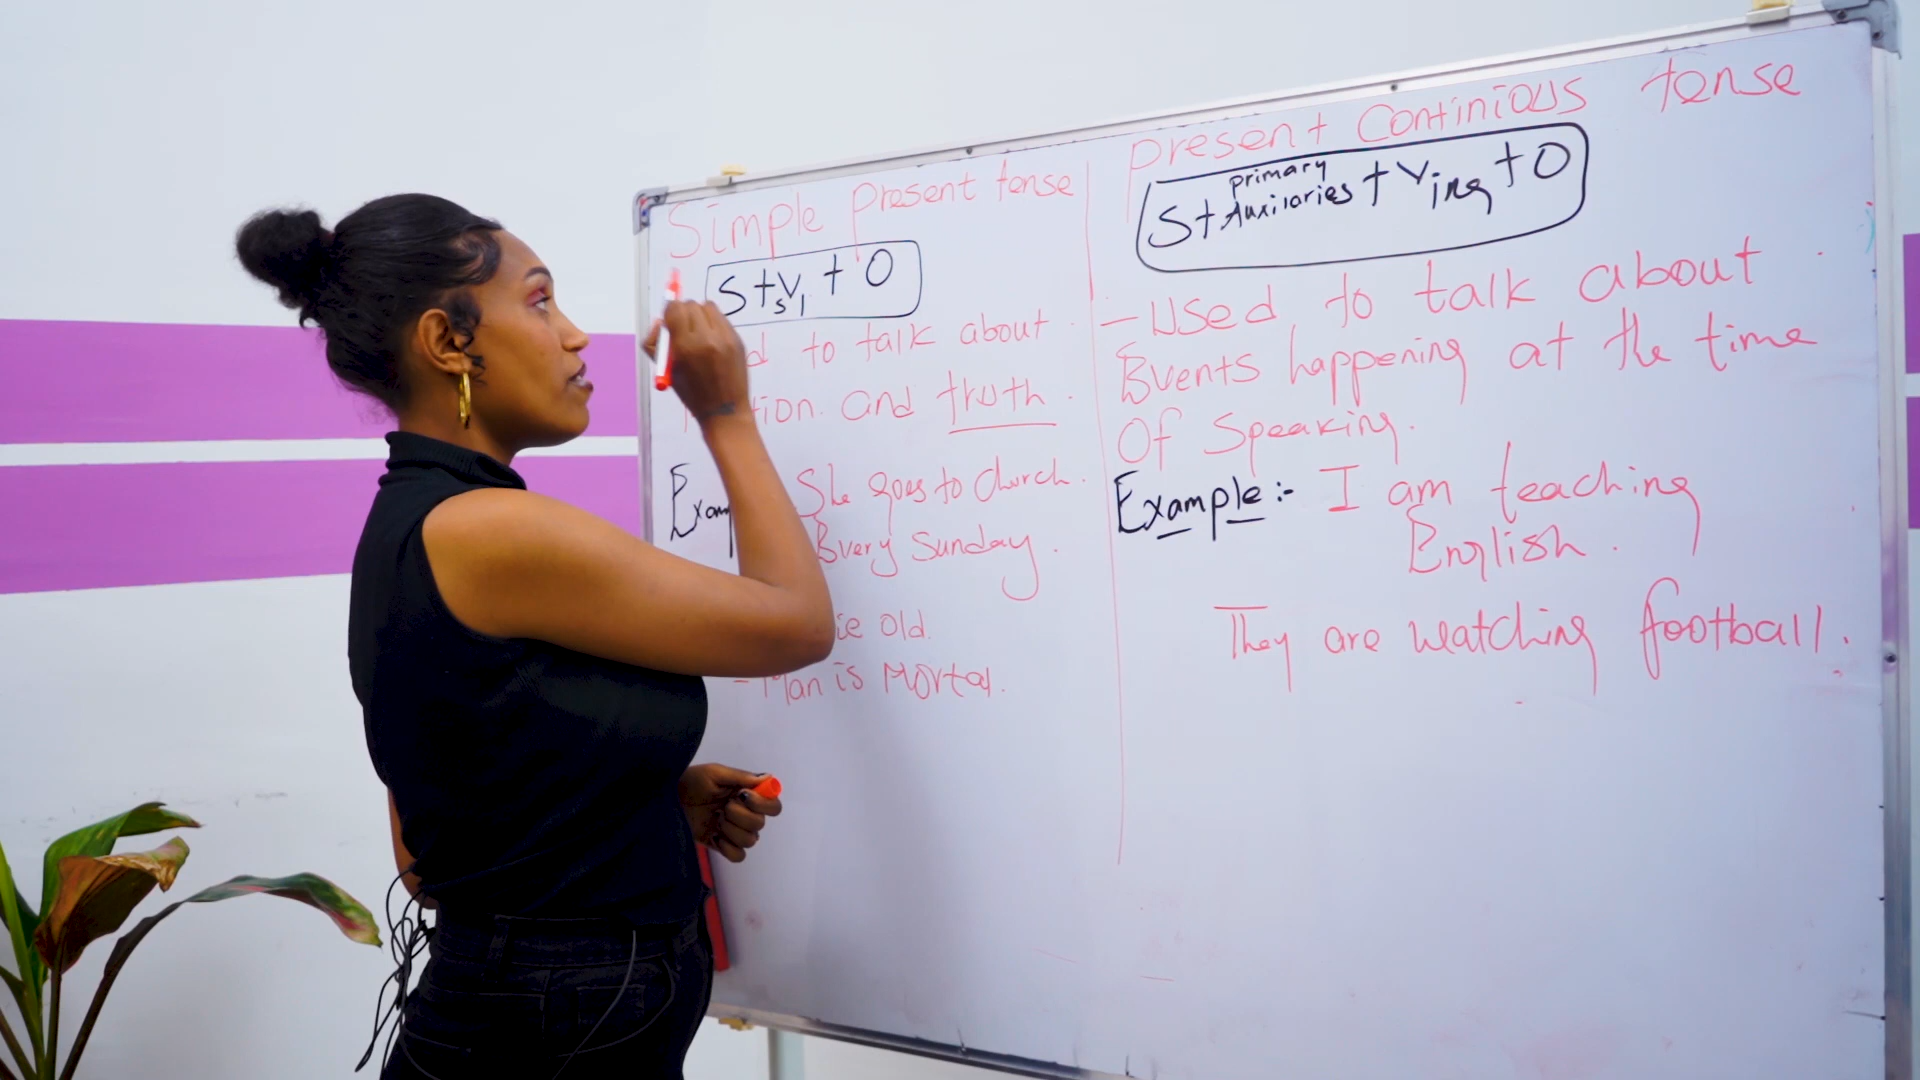 Simple present tense
S+sV1 + O
to talk about
and truth.
She goes to church.
Every Sunday.
old.
- Man is Mortal.
Present Continious tense
S + primary Auxilaries + Ving + O
- Used to talk about
Events happening at the time
Of Speaking.
Example:- I am teaching
English.
They are watching football.